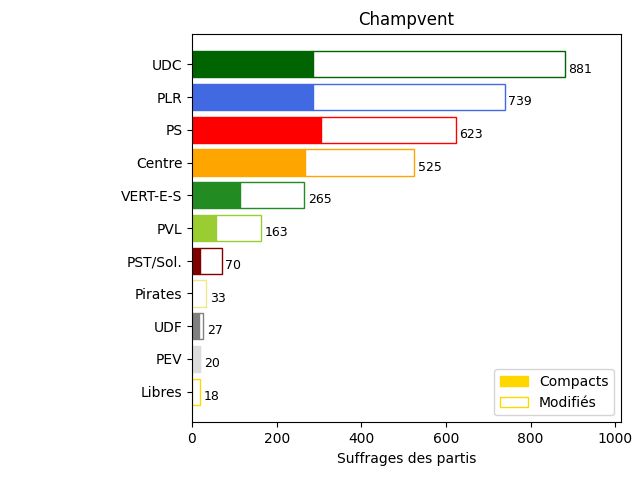 Champvent
UDC 881
PLR 739
PS 623
Centre 525
VERT-E-S 265
PVL 163
PST/Sol. 70
Pirates 33
UDF 27
PEV 20
Libres 18
Compacts
Modifiés
0 200 400 600 800 1000
Suffrages des partis